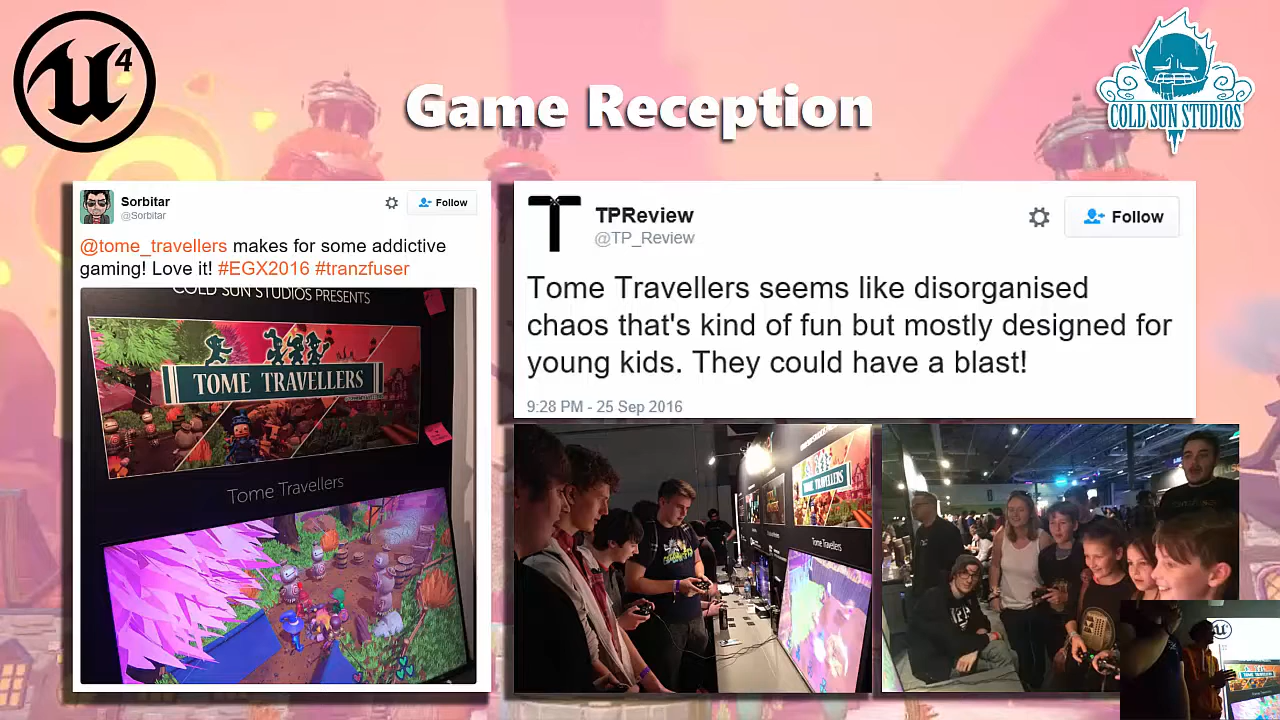 4
Game Reception
COLD SUN STUDIOS
Sorbitar
@Sorbitar
Follow
@tome_travellers makes for some addictive
gaming! Love it! #EGX2016 #tranzfuser
COLD SUN STUDIOS PRESENTS
TOME TRAVELLERS
Tome Travellers
TPReview
@TP_Review
Follow
Tome Travellers seems like disorganised
chaos that's kind of fun but mostly designed for
young kids. They could have a blast!
9:28 PM - 25 Sep 2016
TOME TRAVELLERS
Tome Travellers